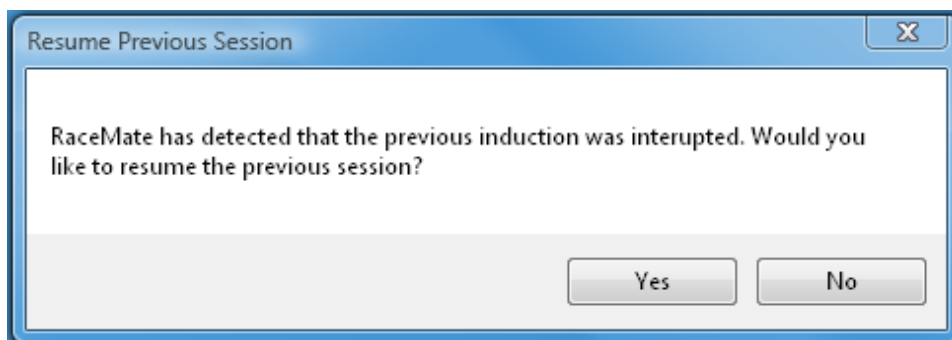 Resume Previous Session
RaceMate has detected that the previous induction was interupted. Would you
like to resume the previous session?
Yes No